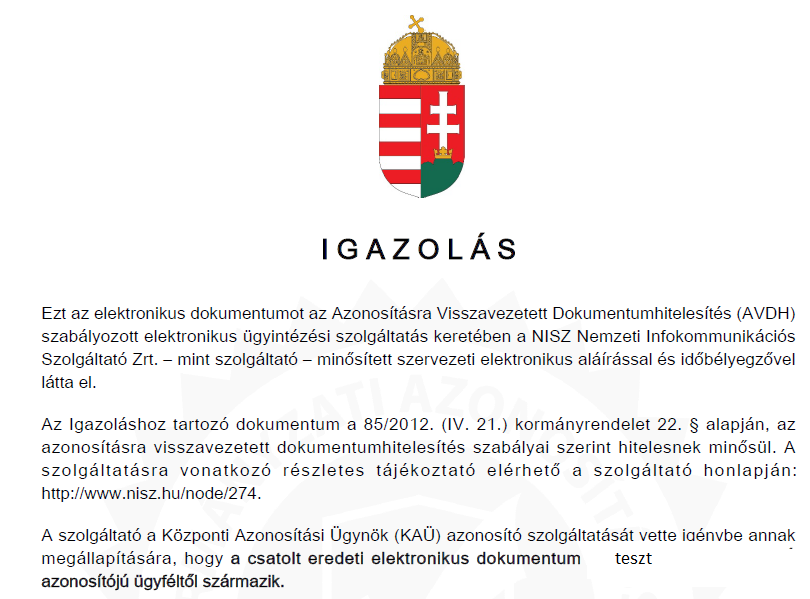 IGAZOLÁS
Ezt az elektronikus dokumentumot az Azonosításra Visszavezetett Dokumentumhitelesítés (AVDH)
szabályozott elektronikus ügyintézési szolgáltatás keretében a NISZ Nemzeti Infokommunikációs
Szolgáltató Zrt. – mint szolgáltató – minősített szervezeti elektronikus aláírással és időbélyegzővel
látta el.
Az Igazoláshoz tartozó dokumentum a 85/2012. (IV. 21.) kormányrendelet 22. § alapján, az
azonosításra visszavezetett dokumentumhitelesítés szabályai szerint hitelesnek minősül. A
szolgáltatásra vonatkozó részletes tájékoztató elérhető a szolgáltató honlapján:
http://www.nisz.hu/node/274.
A szolgáltató a Központi Azonosítási Ügynök (KAÜ) azonosító szolgáltatását vette igénybe annak
megállapítására, hogy a csatolt eredeti elektronikus dokumentum teszt
azonosítójú ügyféltől származik.